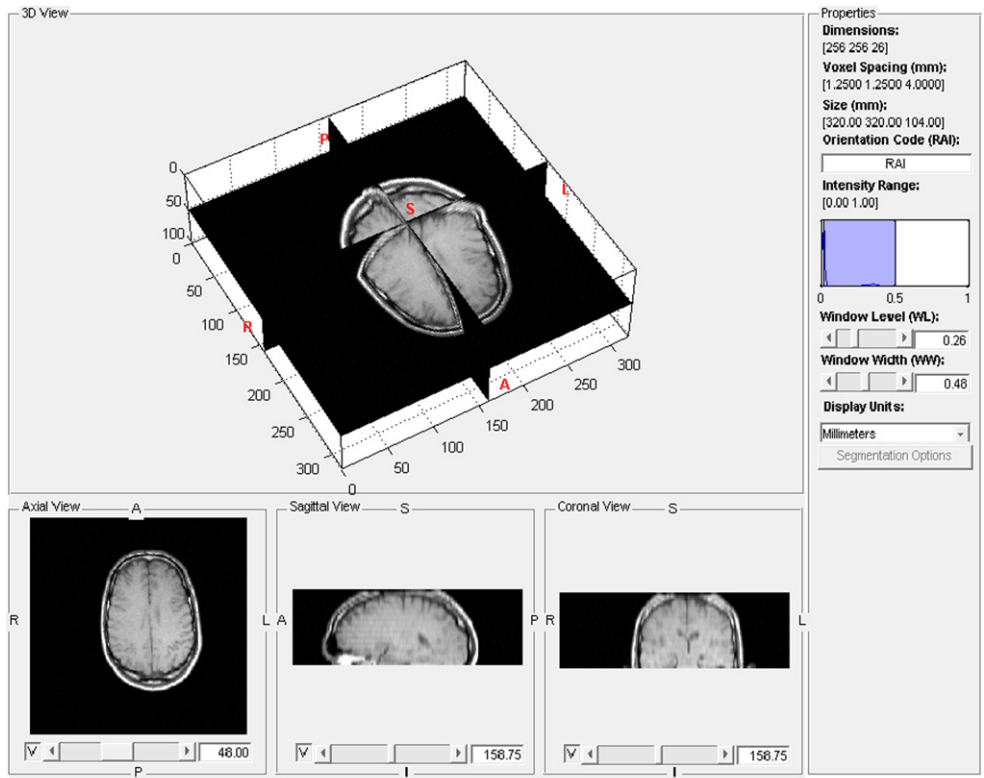 3D View
P
L
S
R
A
0
50
100
0
50
100
150
200
250
300
0
50
100
150
200
250
300
Properties
Dimensions:
[256 256 26]
Voxel Spacing (mm):
[1.2500 1.2500 4.0000]
Size (mm):
[320.00 320.00 104.00]
Orientation Code (RAI):
RAI
Intensity Range:
[0.00 1.00]
0 0.5 1
Window Level (WL):
0.26
Window Width (WW):
0.48
Display Units:
Millimeters
Segmentation Options
Axial View A
R L
48.00
P
Sagittal View S
A P
158.75
I
Coronal View S
R L
158.75
I